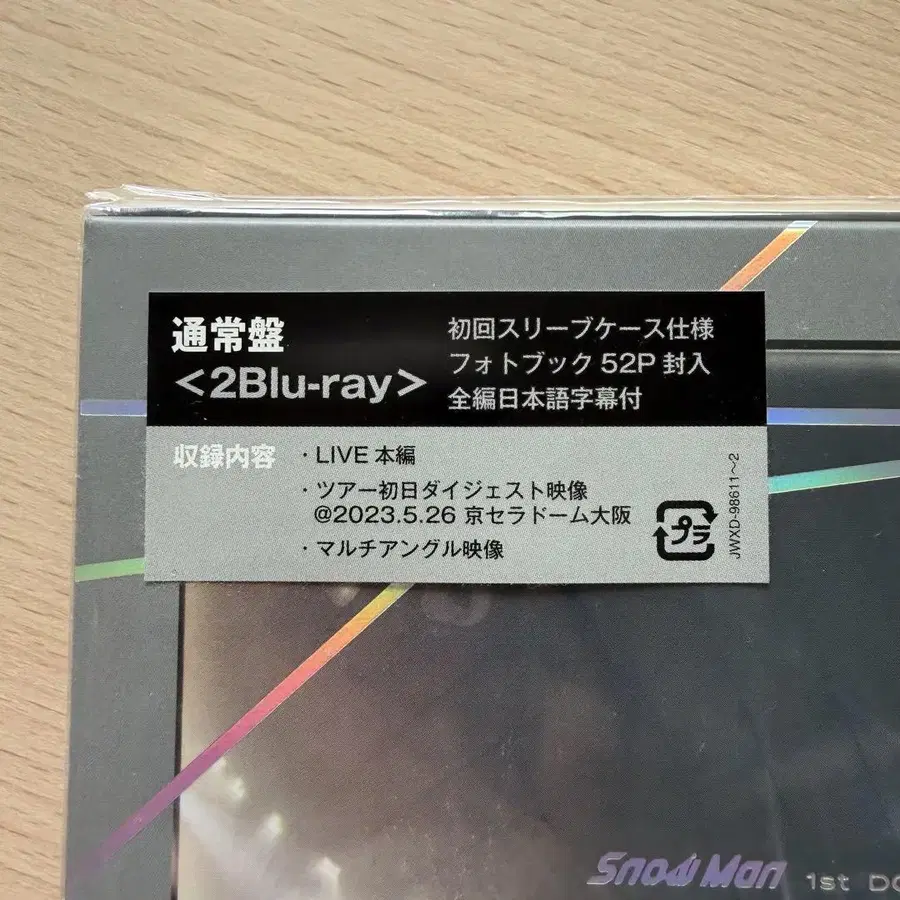 通常盤
＜2Blu-ray＞
初回スリーブケース仕様
フォトブック 52P 封入
全編日本語字幕付
収録内容
・LIVE 本編
・ツアー初日ダイジェスト映像
@2023.5.26 京セラドーム大阪
・マルチアングル映像
プラ
JWXD-98611～2
Snow Man 1st DO